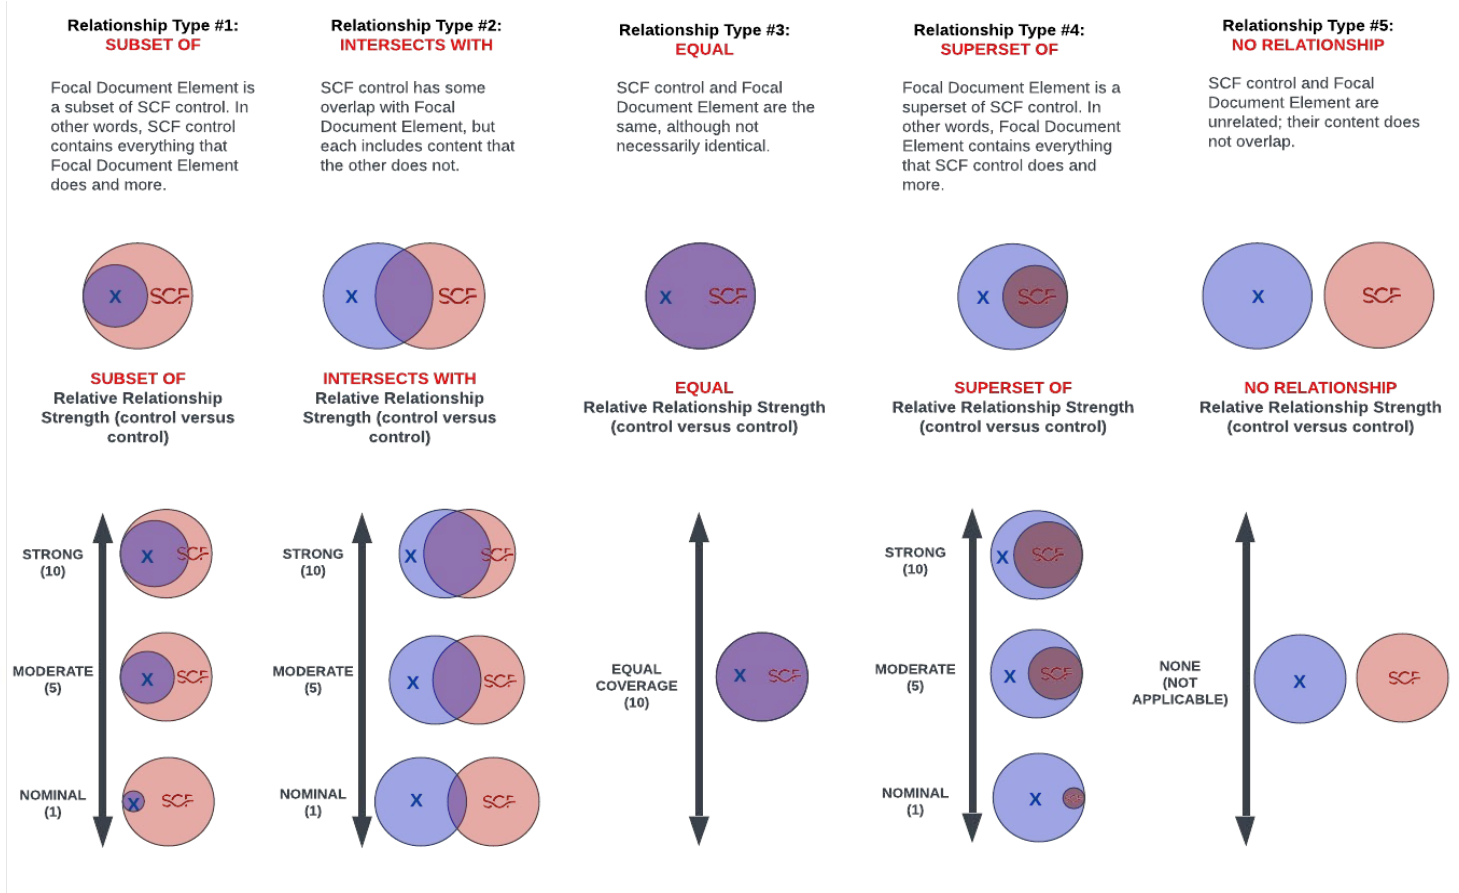 Relationship Type #1:
SUBSET OF
Focal Document Element is
a subset of SCF control. In
other words, SCF control
contains everything that
Focal Document Element
does and more.
X
SCF
SUBSET OF
Relative Relationship
Strength (control versus
control)
STRONG
(10)
X
SCF
MODERATE
(5)
X
SCF
NOMINAL
(1)
X
SCF
Relationship Type #2:
INTERSECTS WITH
SCF control has some
overlap with Focal
Document Element, but
each includes content that
the other does not.
X
SCF
INTERSECTS WITH
Relative Relationship
Strength (control versus
control)
STRONG
(10)
X
SCF
MODERATE
(5)
X
SCF
NOMINAL
(1)
X
SCF
Relationship Type #3:
EQUAL
SCF control and Focal
Document Element are the
same, although not
necessarily identical.
X
SCF
EQUAL
Relative Relationship Strength
(control versus control)
EQUAL
COVERAGE
(10)
X
SCF
Relationship Type #4:
SUPERSET OF
Focal Document Element is a
superset of SCF control. In
other words, Focal Document
Element contains everything
that SCF control does and
more.
X
SCF
SUPERSET OF
Relative Relationship Strength
(control versus control)
STRONG
(10)
X
SCF
MODERATE
(5)
X
SCF
NOMINAL
(1)
X
SCF
Relationship Type #5:
NO RELATIONSHIP
SCF control and Focal
Document Element are
unrelated; their content does
not overlap.
X
SCF
NO RELATIONSHIP
Relative Relationship Strength
(control versus control)
NONE
(NOT
APPLICABLE)
X
SCF